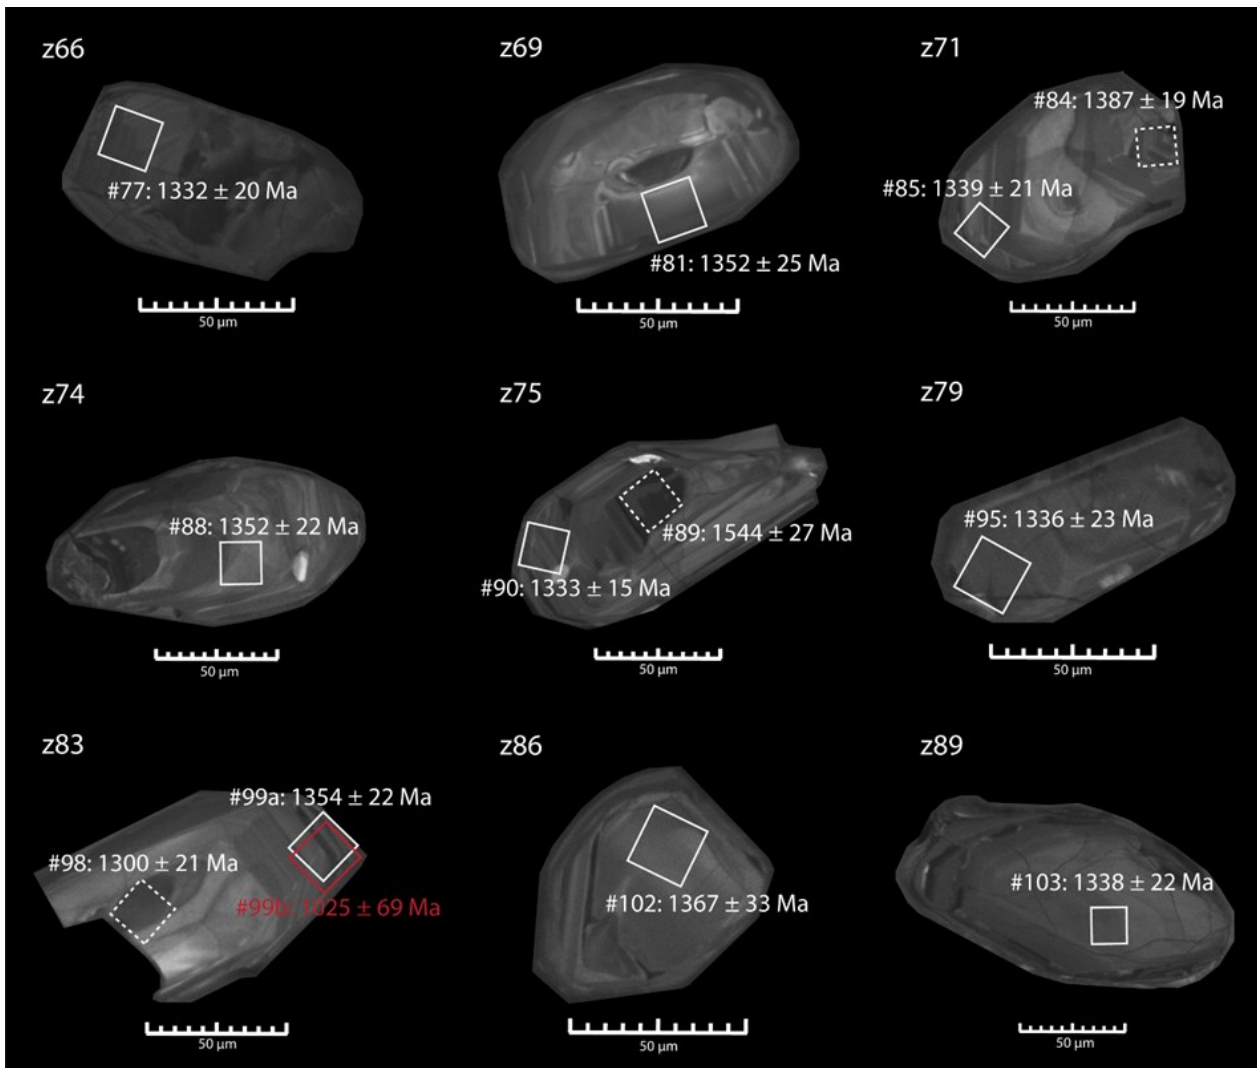 z66
z69
z71
#84: 1387 ± 19 Ma
#77: 1332 ± 20 Ma
#85: 1339 ± 21 Ma
#81: 1352 ± 25 Ma
50 µm
50 µm
50 µm
z74
z75
z79
#88: 1352 ± 22 Ma
#89: 1544 ± 27 Ma
#95: 1336 ± 23 Ma
#90: 1333 ± 15 Ma
50 µm
50 µm
50 µm
z83
z86
z89
#99a: 1354 ± 22 Ma
#98: 1300 ± 21 Ma
#99b: 1025 ± 69 Ma
#102: 1367 ± 33 Ma
#103: 1338 ± 22 Ma
50 µm
50 µm
50 µm